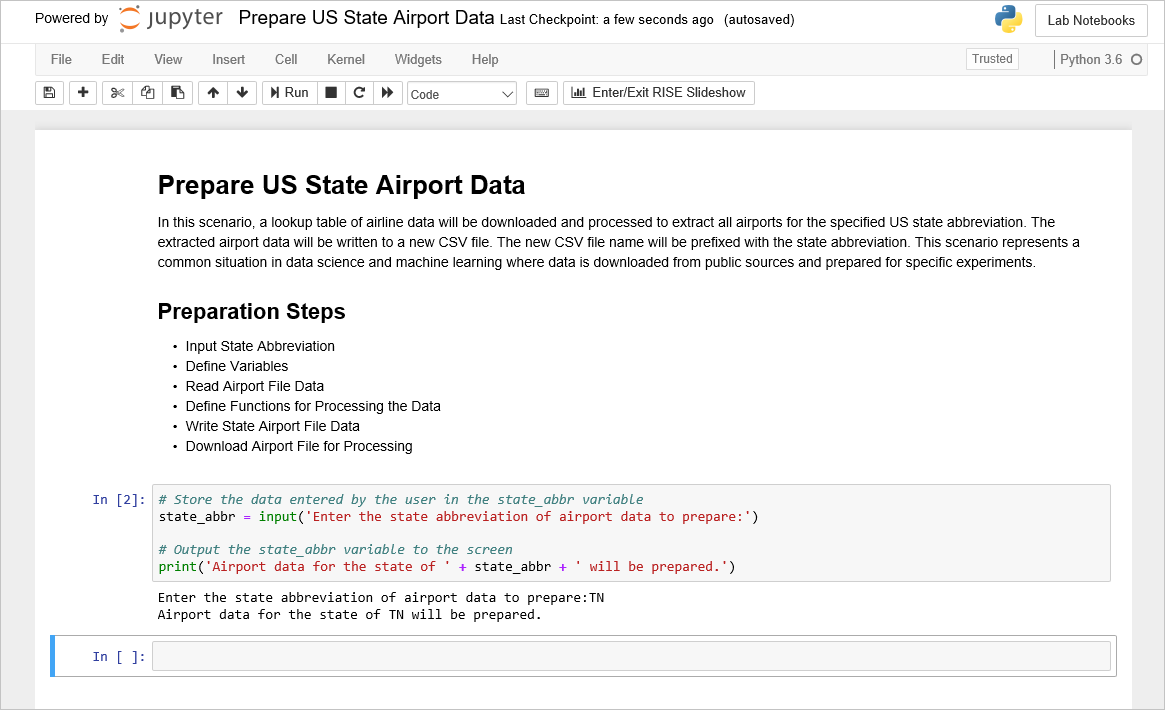 Powered by jupyter Prepare US State Airport Data Last Checkpoint: a few seconds ago (autosaved) Lab Notebooks
File Edit View Insert Cell Kernel Widgets Help Trusted Python 3.6
Run Code Enter/Exit RISE Slideshow
Prepare US State Airport Data
In this scenario, a lookup table of airline data will be downloaded and processed to extract all airports for the specified US state abbreviation. The
extracted airport data will be written to a new CSV file. The new CSV file name will be prefixed with the state abbreviation. This scenario represents a
common situation in data science and machine learning where data is downloaded from public sources and prepared for specific experiments.
Preparation Steps
• Input State Abbreviation
• Define Variables
• Read Airport File Data
• Define Functions for Processing the Data
• Write State Airport File Data
• Download Airport File for Processing
In [2]: # Store the data entered by the user in the state_abbr variable
state_abbr = input('Enter the state abbreviation of airport data to prepare:')
# Output the state_abbr variable to the screen
print('Airport data for the state of ' + state_abbr + ' will be prepared.')
Enter the state abbreviation of airport data to prepare:TN
Airport data for the state of TN will be prepared.
In [ ]: